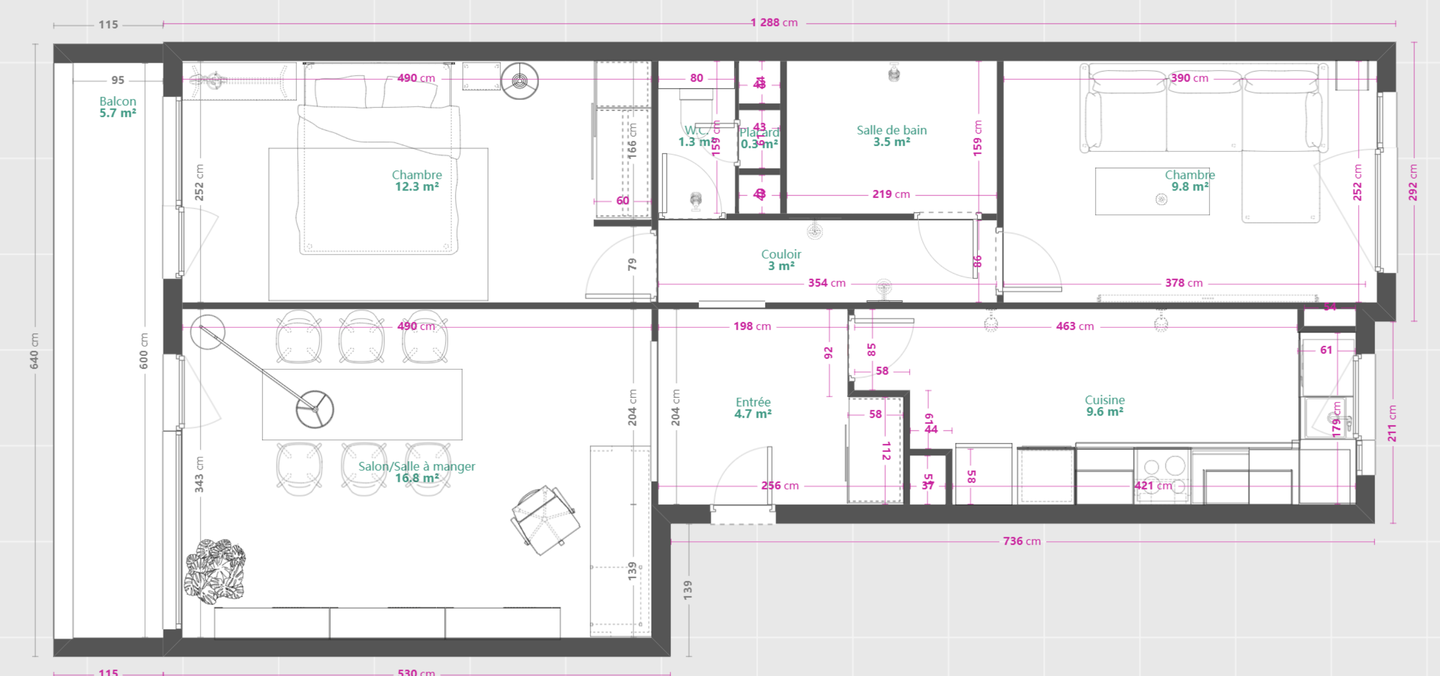 1 288 cm
115
95
490 cm
80
43
390 cm
Balcon
5.7 m²
W.C.
1.3 m²
Placard
0.3 m²
43
61
159 cm
166 cm
Salle de bain
3.5 m²
159 cm
Chambre
12.3 m²
252 cm
Chambre
9.8 m²
252 cm
292 cm
60
43
219 cm
Couloir
3 m²
79
86
354 cm
378 cm
490 cm
198 cm
463 cm
640 cm
600 cm
92
85
58
61
Entrée
4.7 m²
Cuisine
9.6 m²
204 cm
204 cm
58
61
44
179 cm
211 cm
112
Salon/Salle à manger
16.8 m²
343 cm
256 cm
37
58
421 cm
736 cm
139
139
115
530 cm